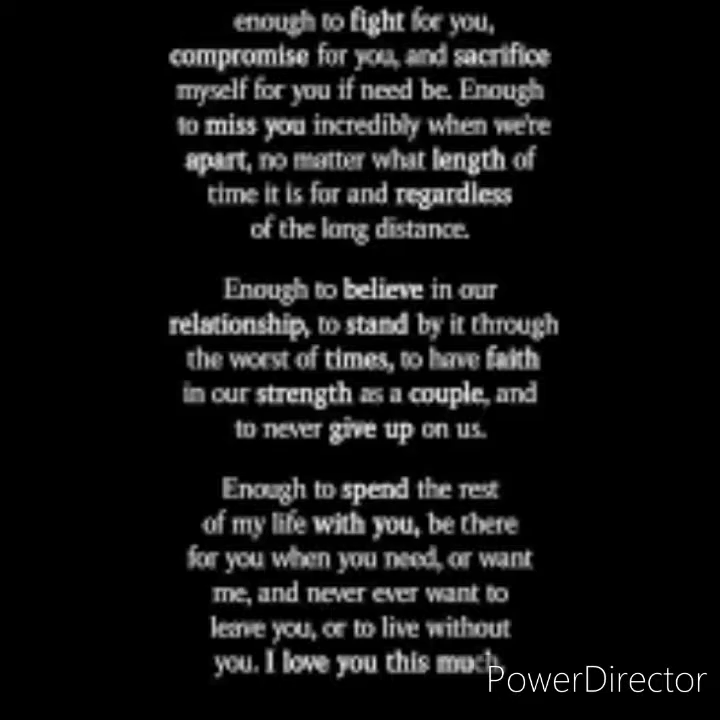 enough to fight for you,
compromise for you, and sacrifice
myself for you if need be. Enough
to miss you incredibly when we're
apart, no matter what length of
time it is for and regardless
of the long distance.
Enough to believe in our
relationship, to stand by it through
the worst of times, to have faith
in our strength as a couple, and
to never give up on us.
Enough to spend the rest
of my life with you, be there
for you when you need, or want
me, and never ever want to
leave you, or to live without
you. I love you this much.
PowerDirector